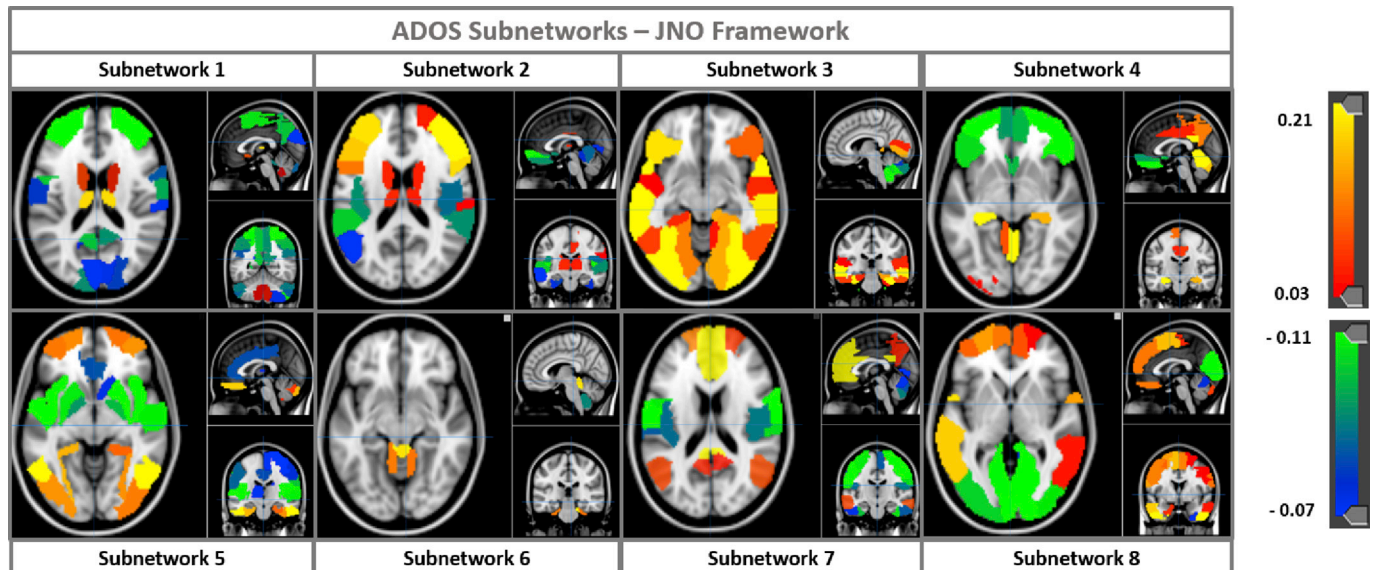 ADOS Subnetworks – JNO Framework
Subnetwork 1 Subnetwork 2 Subnetwork 3 Subnetwork 4
0.21
0.03
- 0.11
- 0.07
Subnetwork 5 Subnetwork 6 Subnetwork 7 Subnetwork 8